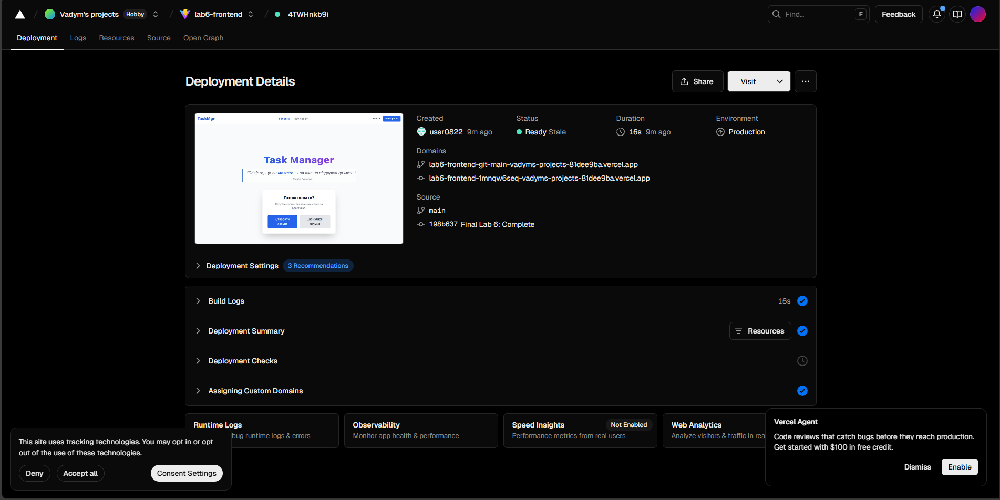 Vadym's projects Hobby
lab6-frontend
4TWHnkb9i
Find...
F
Feedback
Deployment
Logs
Resources
Source
Open Graph
Deployment Details
Share
Visit
TaskMgr
Головна
Про проєкт
Увійти
Реєстрація
Task Manager
"Повірте, що ви можете - і ви вже на півдорозі до мети."
- Теодор Рузвельт
Готові почати?
Керуйте своїми завданнями легко та
ефективно.
Створити
акаунт
Дізнатися
більше
Created
user0822 9m ago
Status
Ready Stale
Duration
16s 9m ago
Environment
Production
Domains
lab6-frontend-git-main-vadyms-projects-81dee9ba.vercel.app
lab6-frontend-1mnqw6seq-vadyms-projects-81dee9ba.vercel.app
Source
main
198b637 Final Lab 6: Complete
Deployment Settings 3 Recommendations
Build Logs 16s
Deployment Summary Resources
Deployment Checks
Assigning Custom Domains
Runtime Logs
bug runtime logs & errors
Observability
Monitor app health & performance
Speed Insights Not Enabled
Performance metrics from real users
Web Analytics
Analyze visitors & traffic in rea
This site uses tracking technologies. You may opt in or opt
out of the use of these technologies.
Deny
Accept all
Consent Settings
Vercel Agent
Code reviews that catch bugs before they reach production.
Get started with $100 in free credit.
Dismiss
Enable